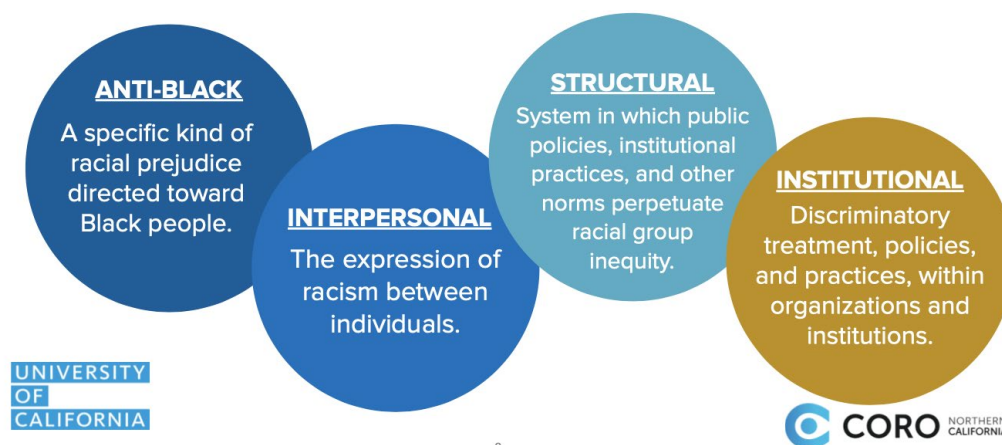 ANTI-BLACK
A specific kind of
racial prejudice
directed toward
Black people.
INTERPERSONAL
The expression of
racism between
individuals.
STRUCTURAL
System in which public
policies, institutional
practices, and other
norms perpetuate
racial group
inequity.
INSTITUTIONAL
Discriminatory
treatment, policies,
and practices, within
organizations and
institutions.
UNIVERSITY
OF
CALIFORNIA
CORO
NORTHERN
CALIFORNIA